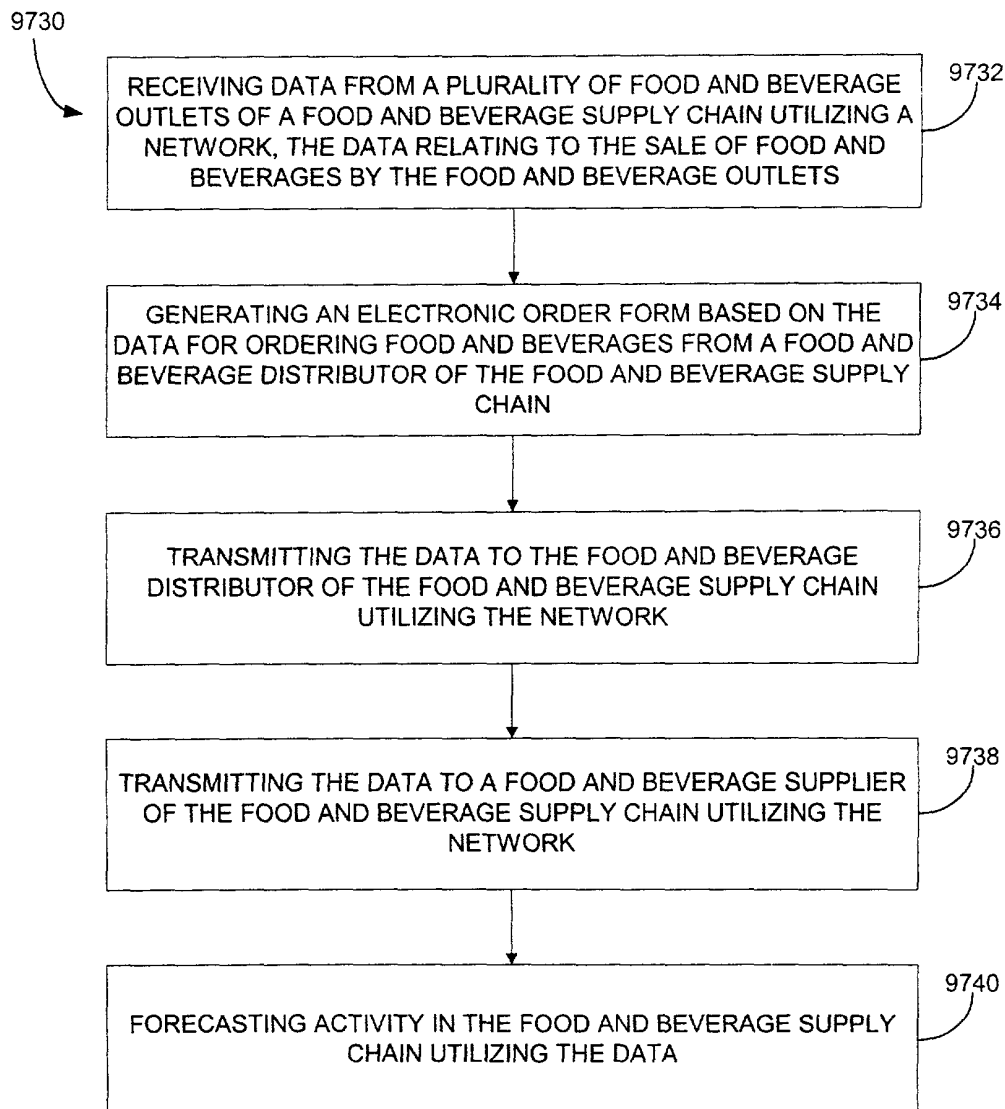 9730
RECEIVING DATA FROM A PLURALITY OF FOOD AND BEVERAGE
OUTLETS OF A FOOD AND BEVERAGE SUPPLY CHAIN UTILIZING A
NETWORK, THE DATA RELATING TO THE SALE OF FOOD AND
BEVERAGES BY THE FOOD AND BEVERAGE OUTLETS
9732
GENERATING AN ELECTRONIC ORDER FORM BASED ON THE
DATA FOR ORDERING FOOD AND BEVERAGES FROM A FOOD AND
BEVERAGE DISTRIBUTOR OF THE FOOD AND BEVERAGE SUPPLY
CHAIN
9734
TRANSMITTING THE DATA TO THE FOOD AND BEVERAGE
DISTRIBUTOR OF THE FOOD AND BEVERAGE SUPPLY CHAIN
UTILIZING THE NETWORK
9736
TRANSMITTING THE DATA TO A FOOD AND BEVERAGE SUPPLIER
OF THE FOOD AND BEVERAGE SUPPLY CHAIN UTILIZING THE
NETWORK
9738
FORECASTING ACTIVITY IN THE FOOD AND BEVERAGE SUPPLY
CHAIN UTILIZING THE DATA
9740